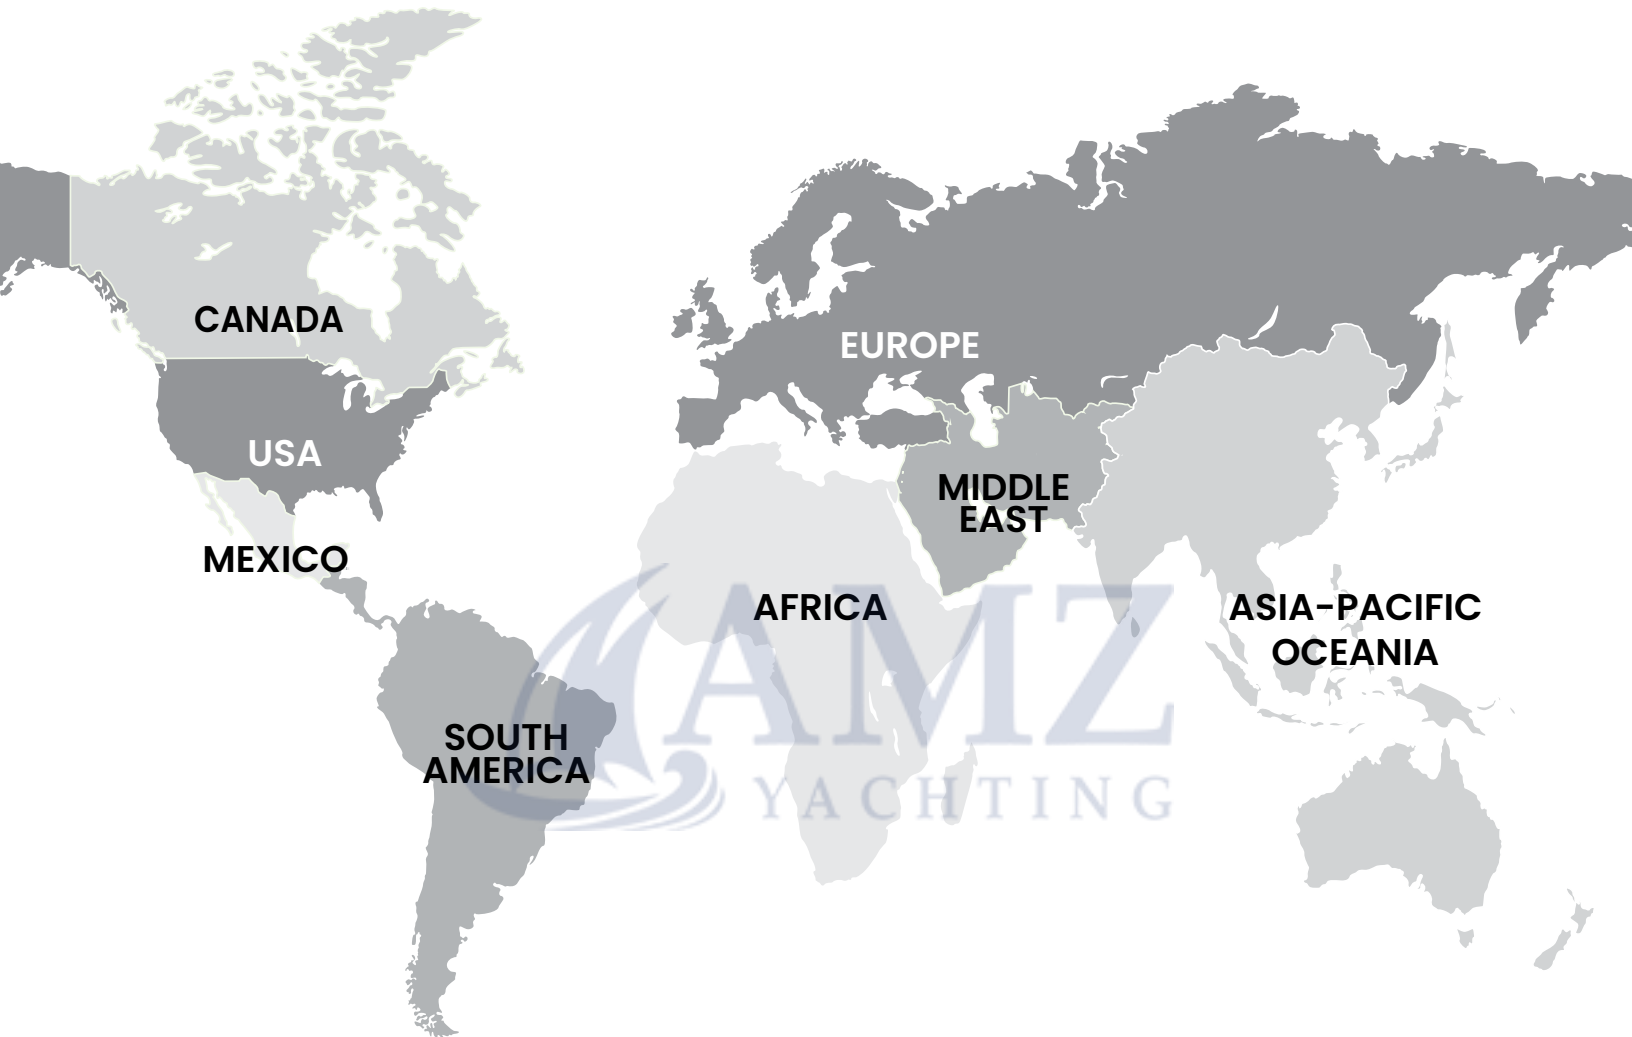 CANADA
EUROPE
USA
MIDDLE
EAST
MEXICO
AFRICA
ASIA-PACIFIC
OCEANIA
SOUTH
AMERICA
AMZ
YACHTING